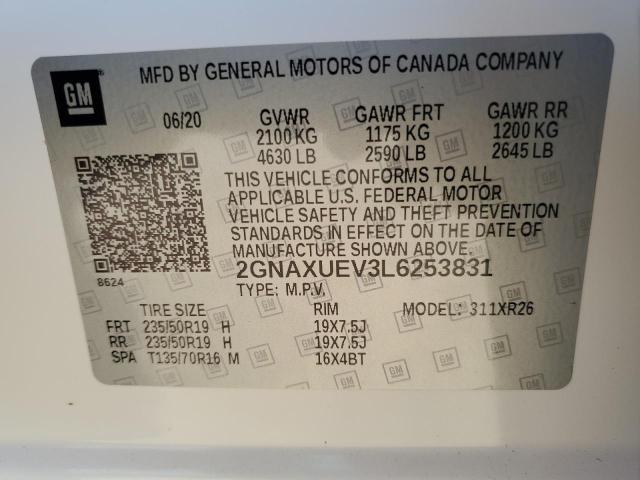 GM
MFD BY GENERAL MOTORS OF CANADA COMPANY
06/20 GVWR GAWR FRT GAWR RR
2100 KG 1175 KG 1200 KG
4630 LB 2590 LB 2645 LB
THIS VEHICLE CONFORMS TO ALL
APPLICABLE U.S. FEDERAL MOTOR
VEHICLE SAFETY AND THEFT PREVENTION
STANDARDS IN EFFECT ON THE DATE OF
MANUFACTURE SHOWN ABOVE.
2GNAXUEV3L6253831
8624
TYPE: M.P.V.
TIRE SIZE RIM MODEL: 311XR26
FRT 235/50R19 H 19X7.5J
RR 235/50R19 H 19X7.5J
SPA T135/70R16 M 16X4BT